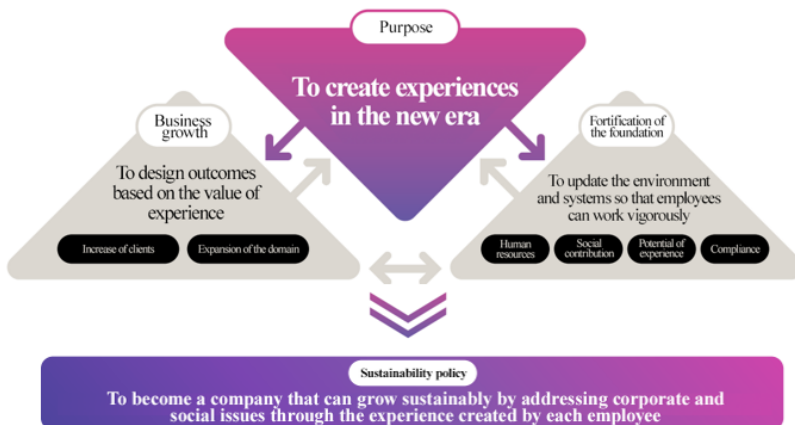 Purpose
To create experiences
in the new era
Business
growth
To design outcomes
based on the value of
experience
Increase of clients
Expansion of the domain
Fortification of
the foundation
To update the environment
and systems so that employees
can work vigorously
Human
resources
Social
contribution
Potential of
experience
Compliance
Sustainability policy
To become a company that can grow sustainably by addressing corporate and
social issues through the experience created by each employee